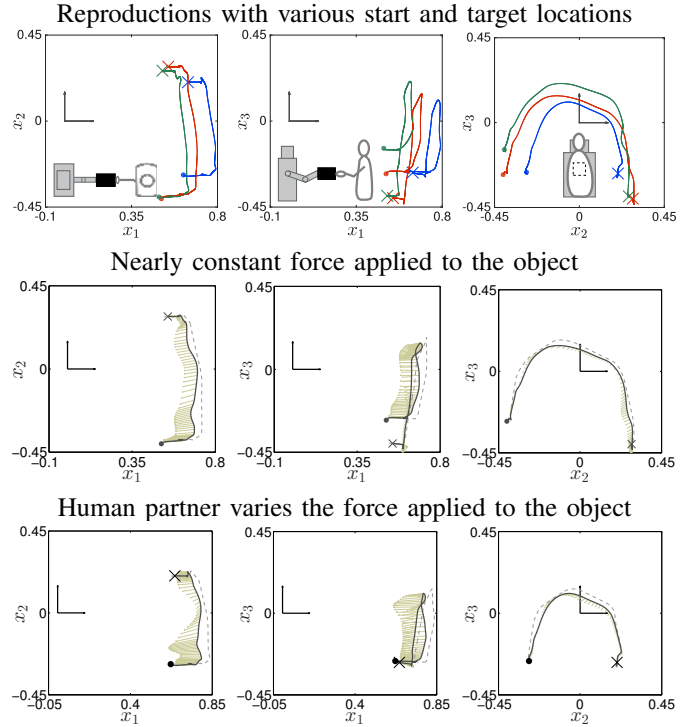 Reproductions with various start and target locations
0.45 0.45 0.45
x2 0 x3 0 x3 0
-0.45 -0.45 -0.45
-0.1 0.35 0.8 -0.1 0.35 0.8 0 0.45
x1 x1 x2
Nearly constant force applied to the object
0.45 0.45 0.45
x2 0 x3 0 x3 0
-0.45 -0.45 -0.45
-0.1 0.35 0.8 -0.1 0.35 0.8 0 0.45
x1 x1 x2
Human partner varies the force applied to the object
0.45 0.45 0.45
x2 0 x3 0 x3 0
-0.45 -0.45 -0.45
-0.05 0.4 0.85 -0.05 0.4 0.85 0 0.45
x1 x1 x2